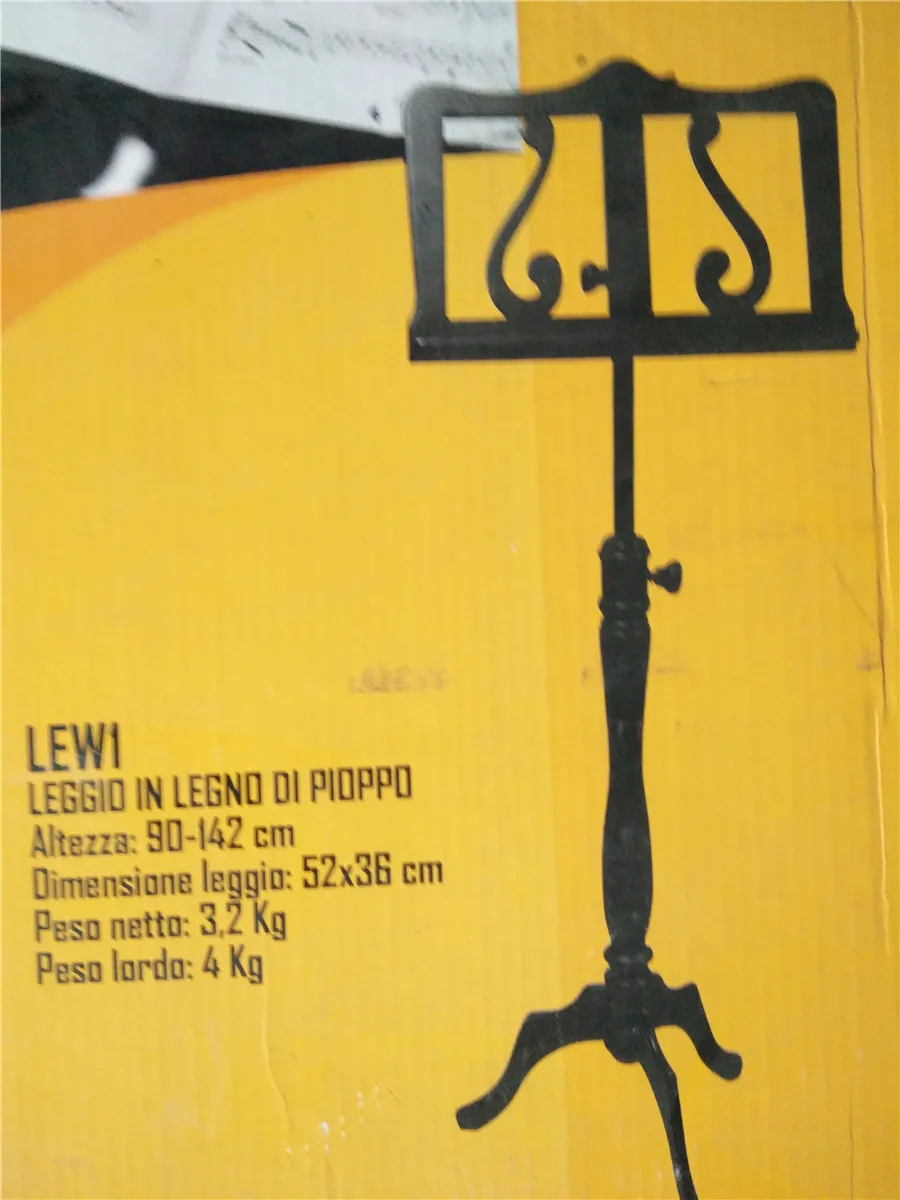 LEW1
LEGGIO IN LEGNO DI PIOPPO
Altezza: 90-142 cm
Dimensione leggio: 52x36 cm
Peso netto: 3,2 Kg
Peso lordo: 4 Kg